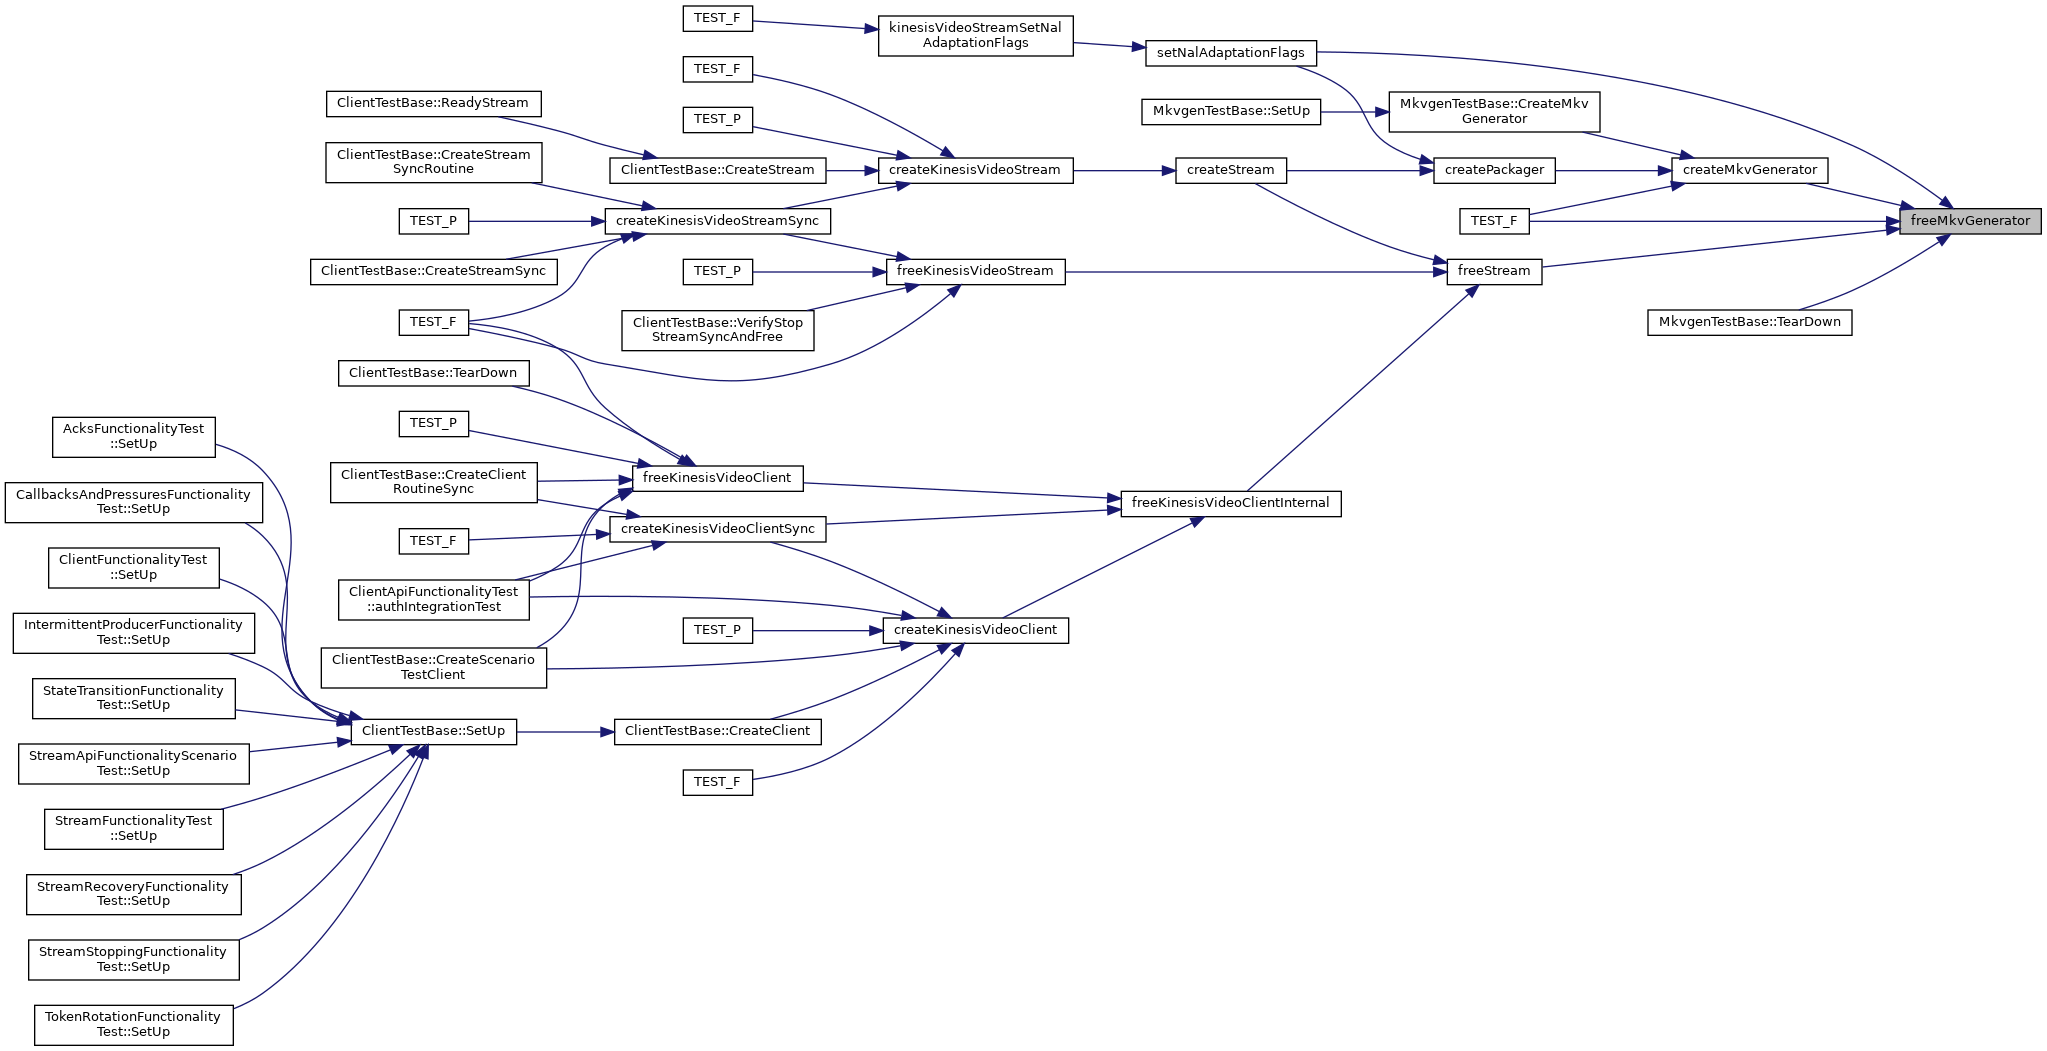 TEST_F
kinesisVideoStreamSetNal
AdaptationFlags
setNalAdaptationFlags
TEST_F
ClientTestBase::ReadyStream
TEST_P
MkvgenTestBase::SetUp
MkvgenTestBase::CreateMkv
Generator
ClientTestBase::CreateStream
SyncRoutine
ClientTestBase::CreateStream
createKinesisVideoStream
createStream
createPackager
createMkvGenerator
TEST_P
createKinesisVideoStreamSync
TEST_F
freeMkvGenerator
ClientTestBase::CreateStreamSync
TEST_P
freeKinesisVideoStream
freeStream
TEST_F
ClientTestBase::VerifyStop
StreamSyncAndFree
MkvgenTestBase::TearDown
ClientTestBase::TearDown
AcksFunctionalityTest
::SetUp
TEST_P
CallbacksAndPressuresFunctionality
Test::SetUp
ClientTestBase::CreateClient
RoutineSync
freeKinesisVideoClient
freeKinesisVideoClientInternal
TEST_F
createKinesisVideoClientSync
ClientFunctionalityTest
::SetUp
ClientApiFunctionalityTest
::authIntegrationTest
IntermittentProducerFunctionality
Test::SetUp
TEST_P
createKinesisVideoClient
ClientTestBase::CreateScenario
TestClient
StateTransitionFunctionality
Test::SetUp
ClientTestBase::SetUp
ClientTestBase::CreateClient
StreamApiFunctionalityScenario
Test::SetUp
TEST_F
StreamFunctionalityTest
::SetUp
StreamRecoveryFunctionality
Test::SetUp
StreamStoppingFunctionality
Test::SetUp
TokenRotationFunctionality
Test::SetUp